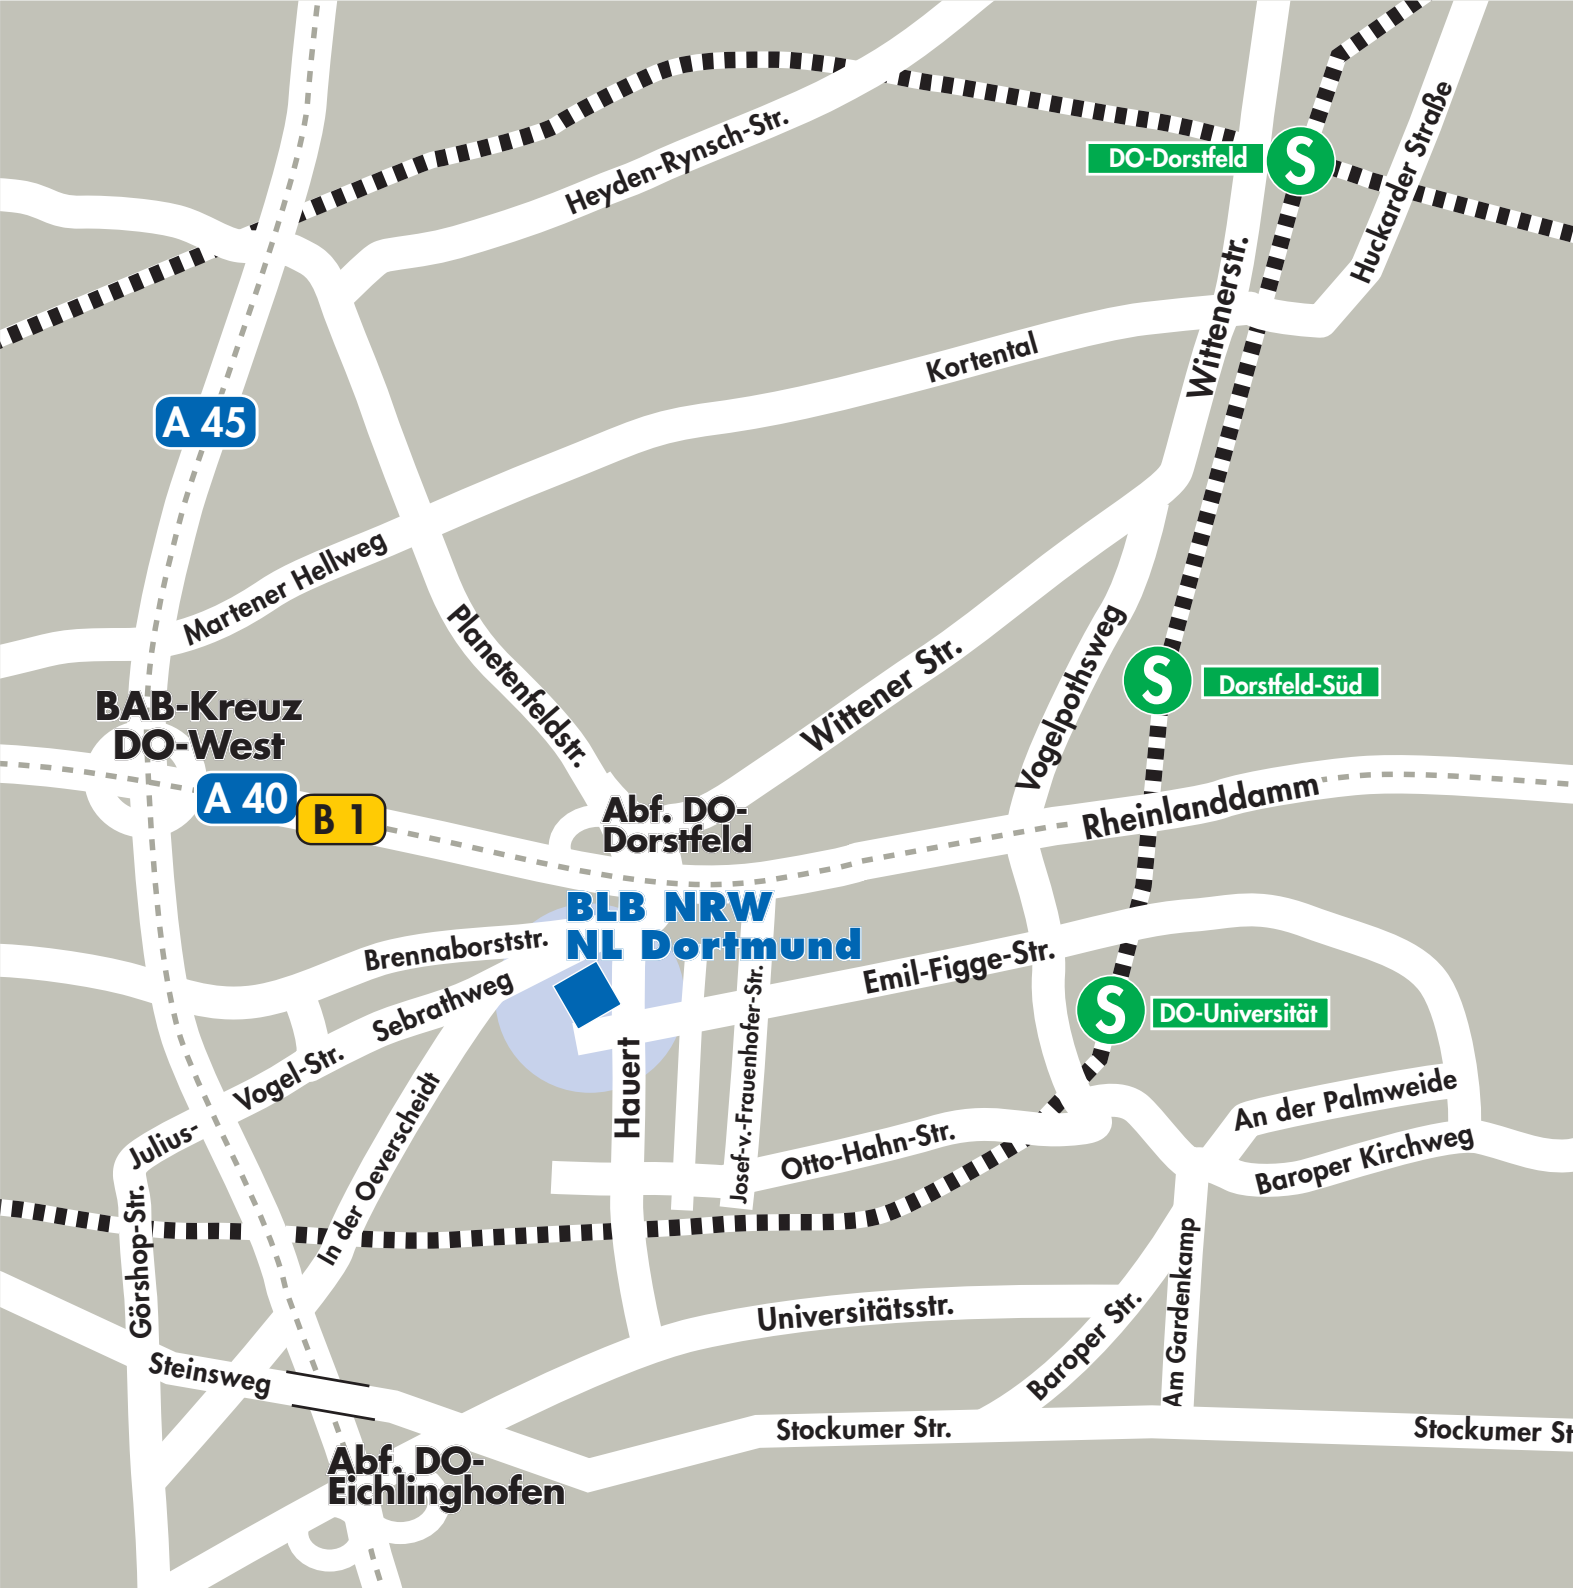 Heyden-Rynsch-Str.
DO-Dorstfeld
S
Huckarder Straße
Wittenerstr.
Kortental
A 45
Martener Hellweg
Planetenfeldstr.
Wittener Str.
Vogelpothsweg
S
Dorstfeld-Süd
BAB-Kreuz
DO-West
A 40
B 1
Abf. DO-
Dorstfeld
Rheinlanddamm
BLB NRW
NL Dortmund
Brennaborststr.
Sebrathweg
Emil-Figge-Str.
S
DO-Universität
Julius-
Vogel-Str.
In der Oeverscheidt
Hauert
Josef-v.-Frauenhofer-Str.
Otto-Hahn-Str.
An der Palmweide
Baroper Kirchweg
Görshop-Str.
Universitätsstr.
Baroper Str.
Am Gardenkamp
Steinsweg
Stockumer Str.
Stockumer St
Abf. DO-
Eichlinghofen